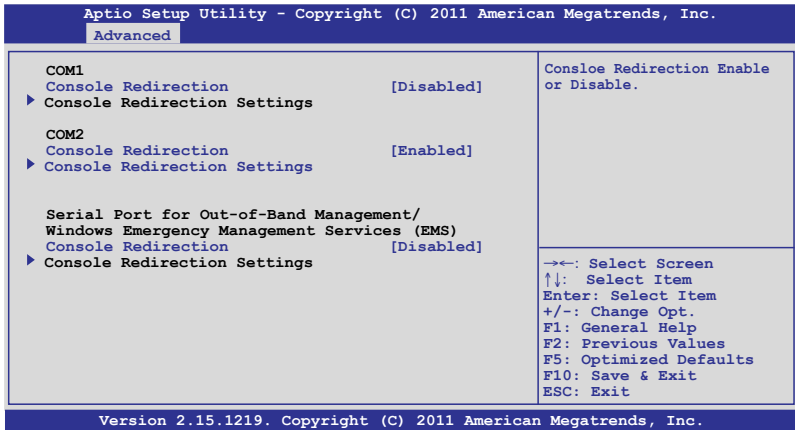 Aptio Setup Utility - Copyright (C) 2011 American Megatrends, Inc.
Advanced
COM1
Console Redirection [Disabled]
Console Redirection Settings
COM2
Console Redirection [Enabled]
Console Redirection Settings
Serial Port for Out-of-Band Management/
Windows Emergency Management Services (EMS)
Console Redirection [Disabled]
Console Redirection Settings
Consloe Redirection Enable
or Disable.
→←: Select Screen
↑↓: Select Item
Enter: Select Item
+/-: Change Opt.
F1: General Help
F2: Previous Values
F5: Optimized Defaults
F10: Save & Exit
ESC: Exit
Version 2.15.1219. Copyright (C) 2011 American Megatrends, Inc.